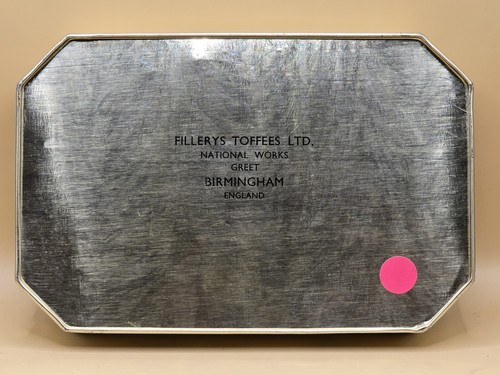 FILLERYS TOFFEES LTD.
NATIONAL WORKS
GREET
BIRMINGHAM
ENGLAND